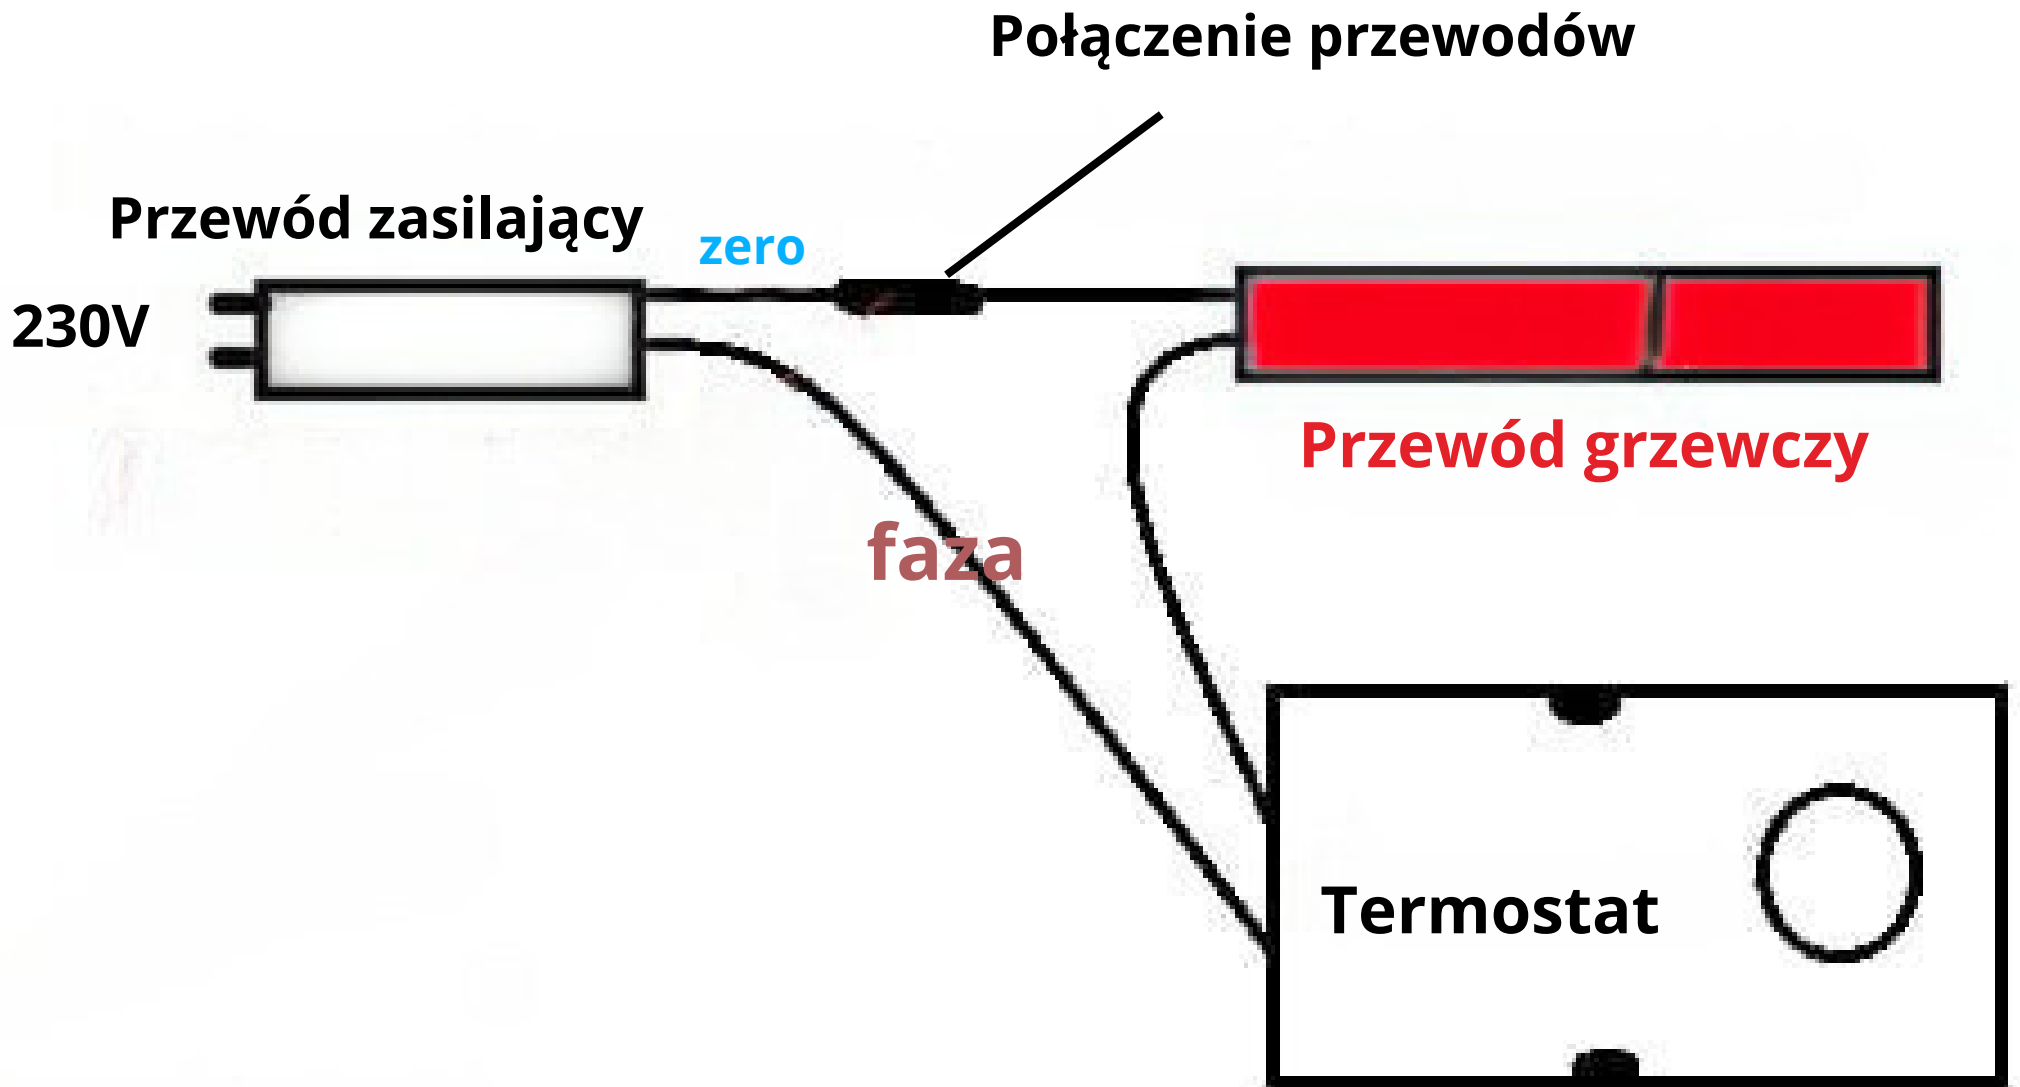 Połączenie przewodów
Przewód zasilający
zero
230V
Przewód grzewczy
faza
Termostat